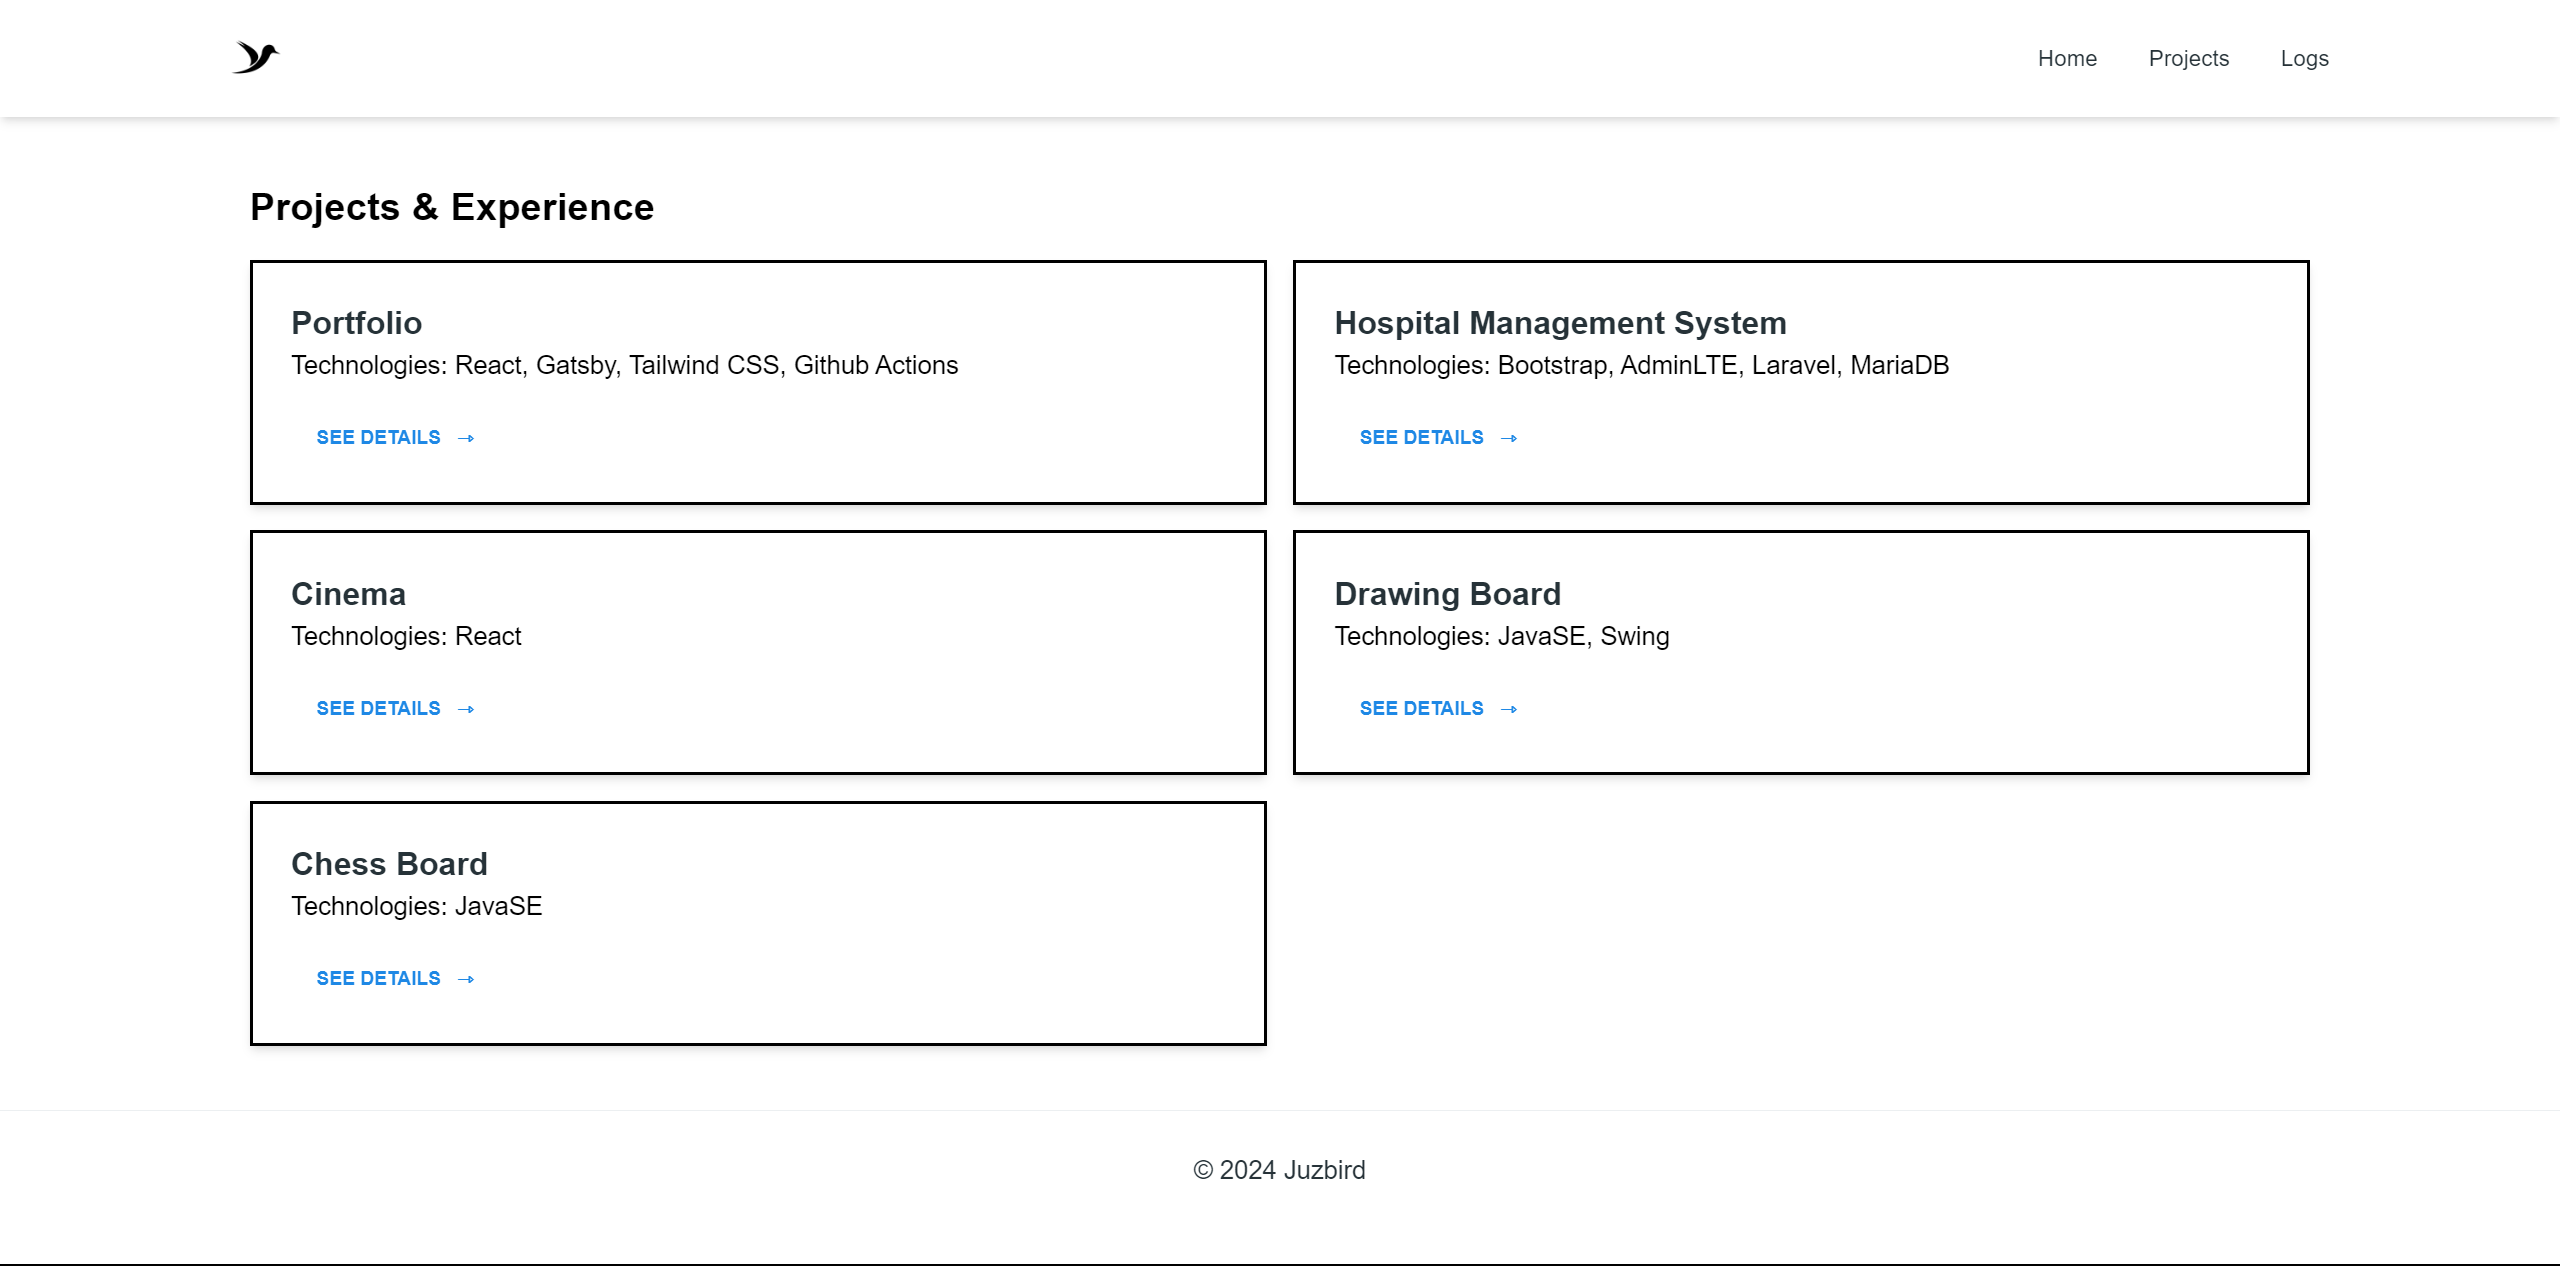 Home Projects Logs
Projects & Experience
Portfolio
Technologies: React, Gatsby, Tailwind CSS, Github Actions
SEE DETAILS →
Hospital Management System
Technologies: Bootstrap, AdminLTE, Laravel, MariaDB
SEE DETAILS →
Cinema
Technologies: React
SEE DETAILS →
Drawing Board
Technologies: JavaSE, Swing
SEE DETAILS →
Chess Board
Technologies: JavaSE
SEE DETAILS →
© 2024 Juzbird